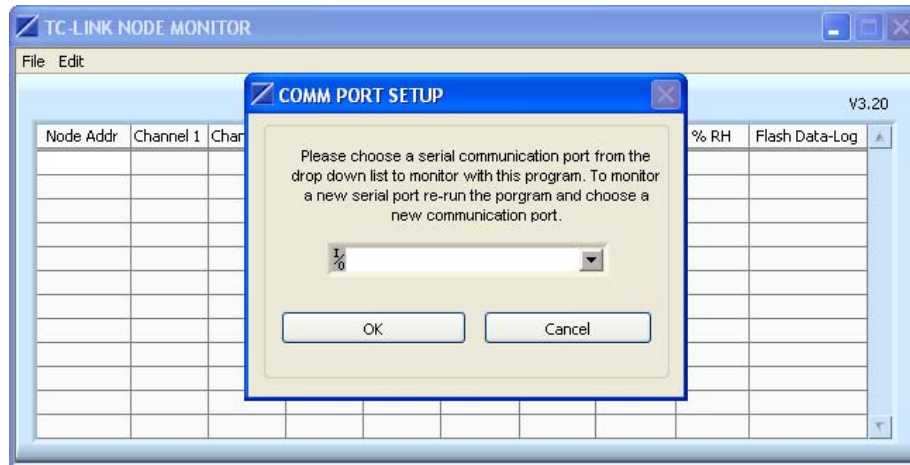 TC-LINK NODE MONITOR
File Edit
COMM PORT SETUP
V3.20
Node Addr Channel 1 Chan % RH Flash Data-Log
Please choose a serial communication port from the
drop down list to monitor with this program. To monitor
a new serial port re-run the porgram and choose a
new communication port.
I/O
OK Cancel